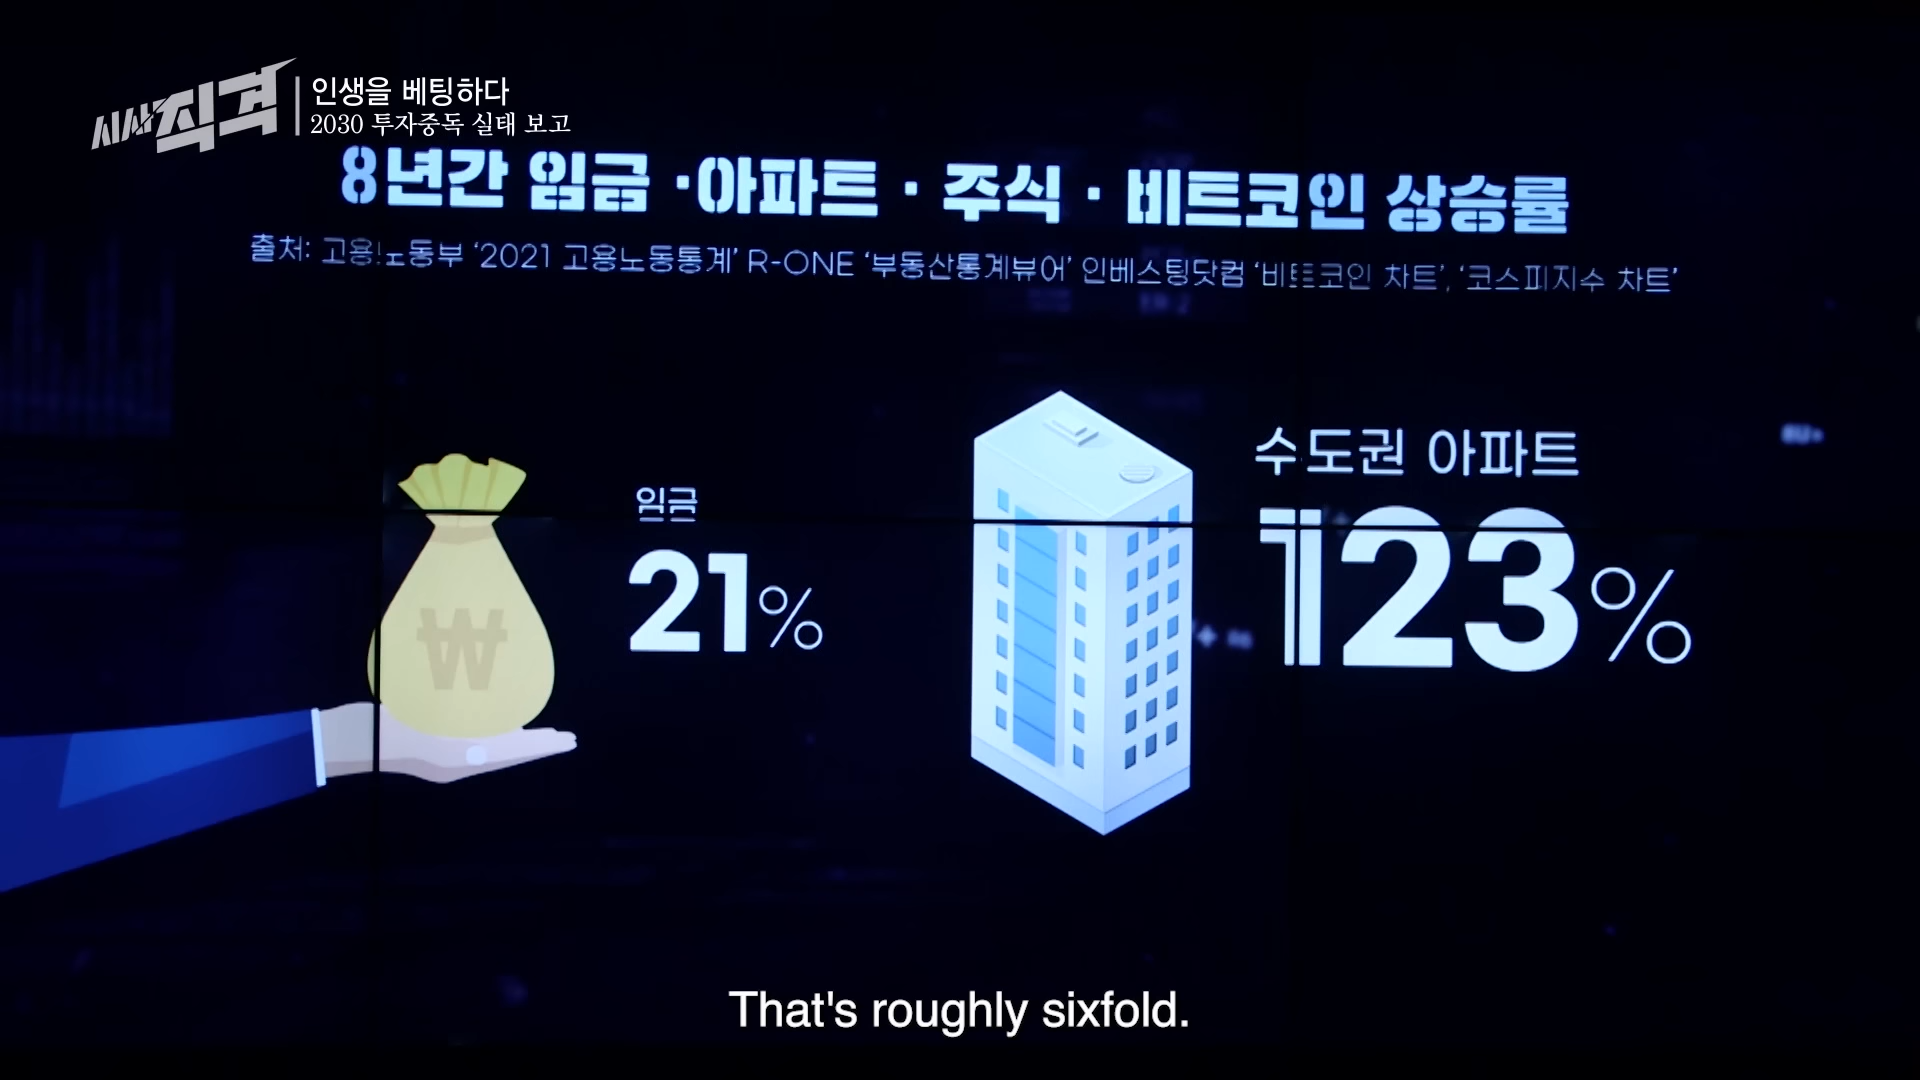 시사직격
인생을 베팅하다
2030 투자중독 실태 보고
8년간 임금 · 아파트 · 주식 · 비트코인 상승률
출처: 고용노동부 '2021 고용노동통계' R-ONE '부동산통계뷰어' 인베스팅닷컴 '비트코인 차트', '코스피지수 차트'
임금
21%
수도권 아파트
123%
₩
That's roughly sixfold.